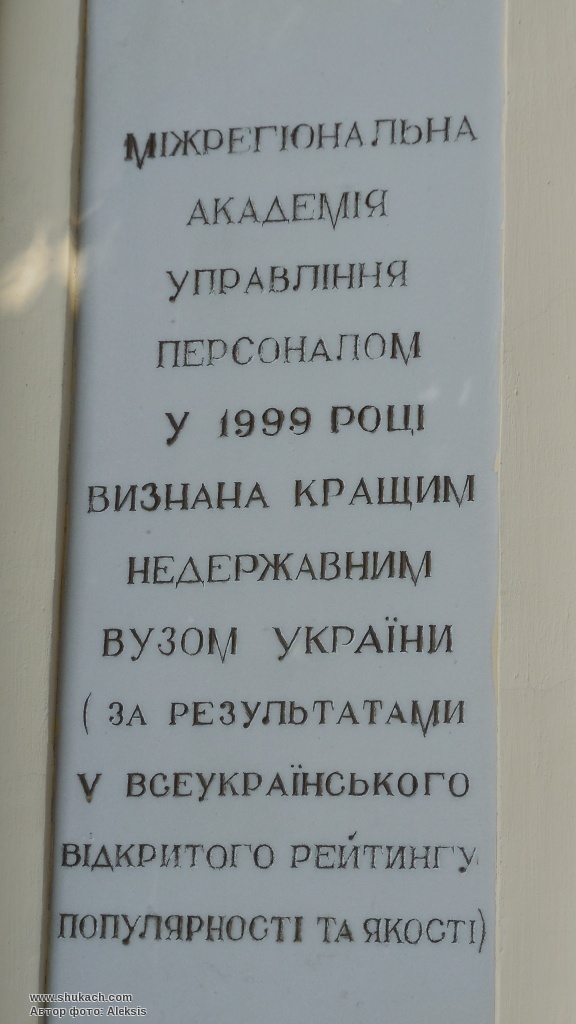 МІЖРЕГІОНАЛЬНА
АКАДЕМІЯ
УПРАВЛІННЯ
ПЕРСОНАЛОМ
У 1999 РОЦІ
ВИЗНАНА КРАЩИМ
НЕДЕРЖАВНИМ
ВУЗОМ УКРАЇНИ
( ЗА РЕЗУЛЬТАТАМИ
V ВСЕУКРАЇНСЬКОГО
ВІДКРИТОГО РЕЙТИНГУ
ПОПУЛЯРНОСТІ ТА ЯКОСТІ)
www.shukach.com
Автор фото: Aleksis